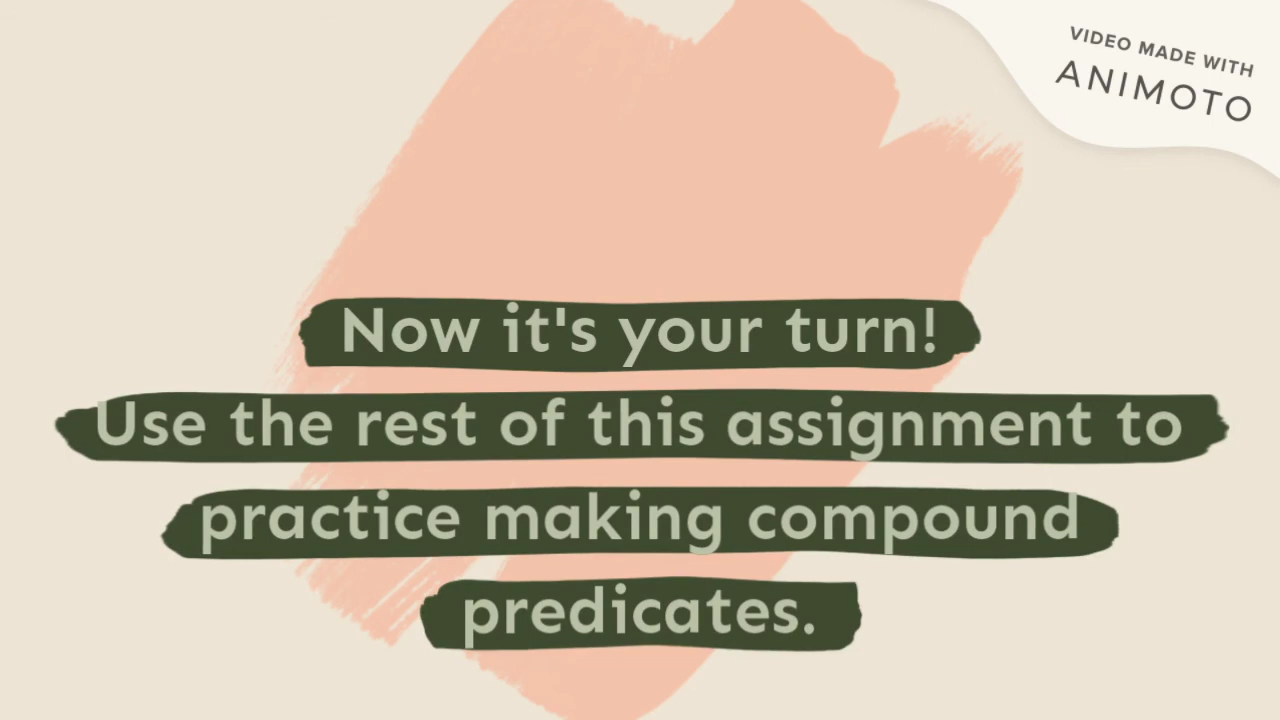 VIDEO MADE WITH
ANIMOTO
Now it's your turn!
Use the rest of this assignment to
practice making compound
predicates.